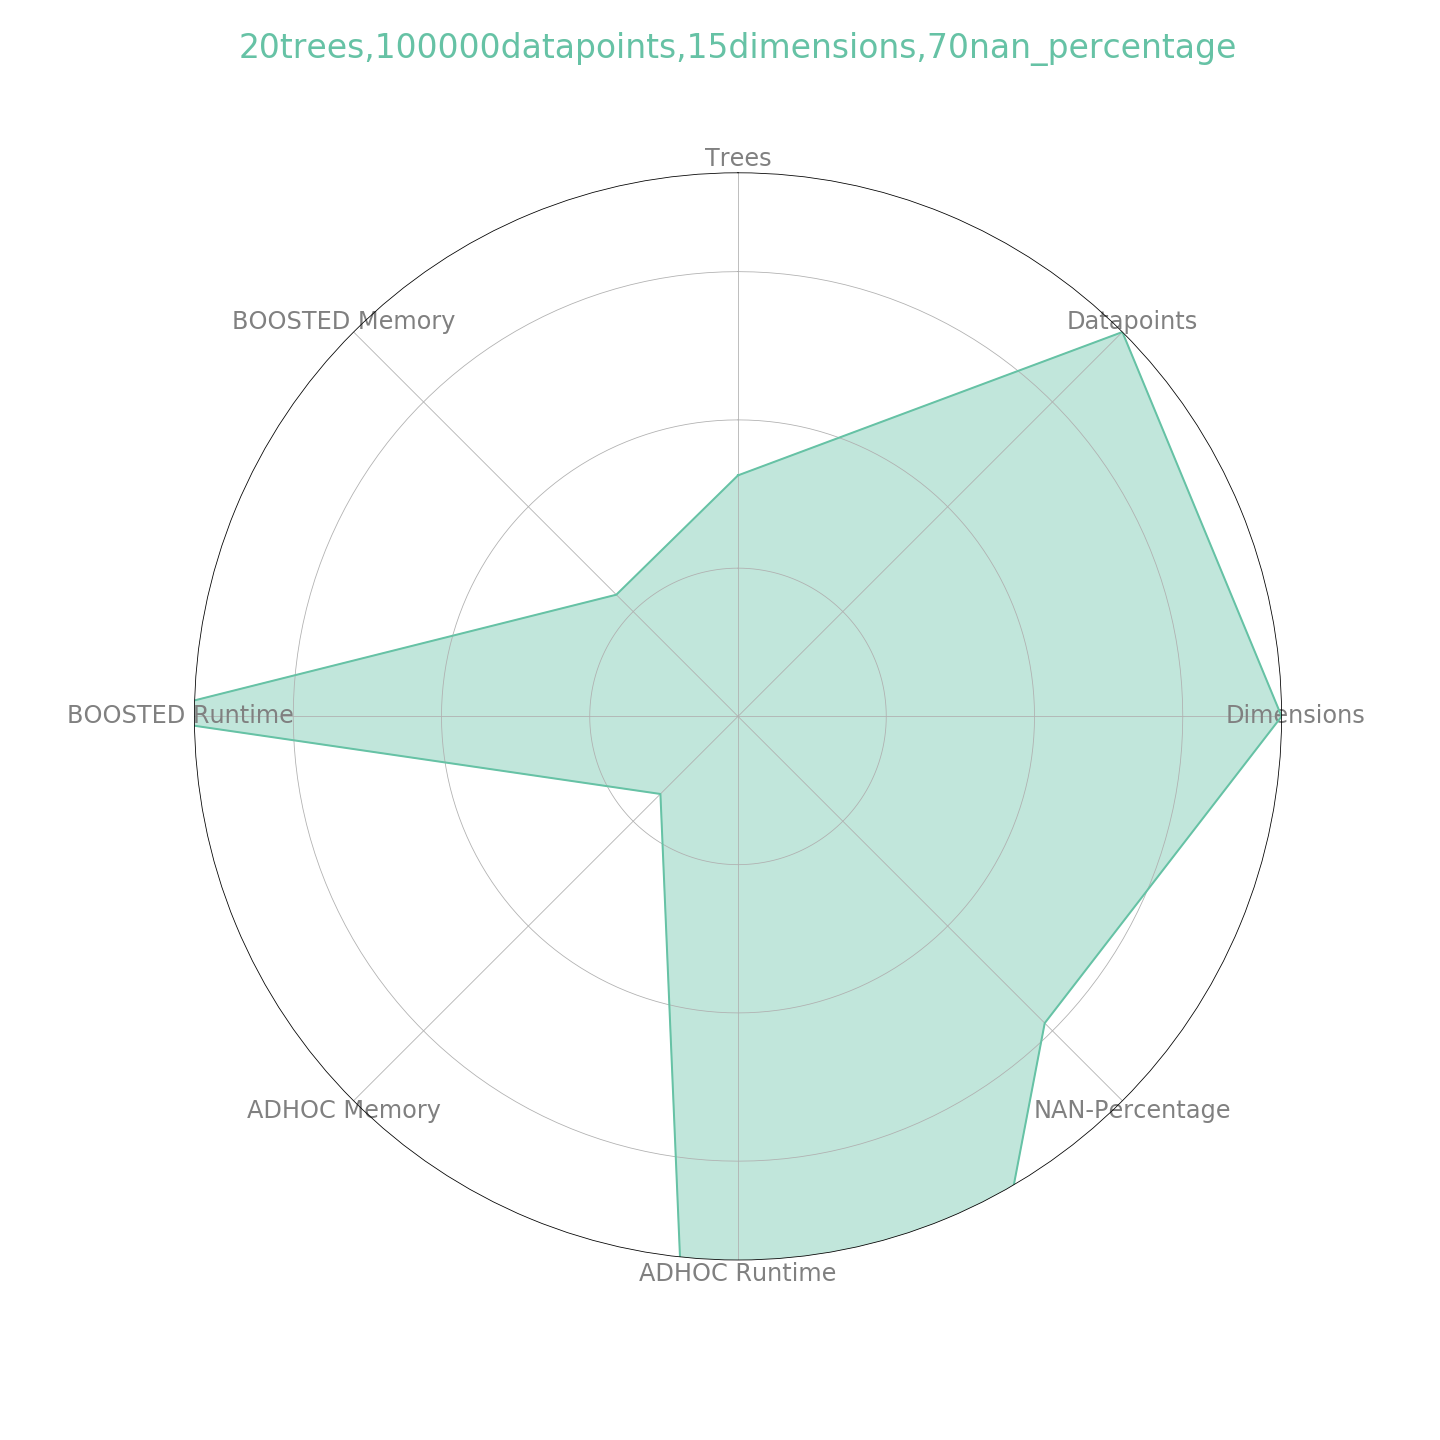 20trees,100000datapoints,15dimensions,70nan_percentage
Trees
BOOSTED Memory
Datapoints
BOOSTED Runtime
Dimensions
ADHOC Memory
NAN-Percentage
ADHOC Runtime